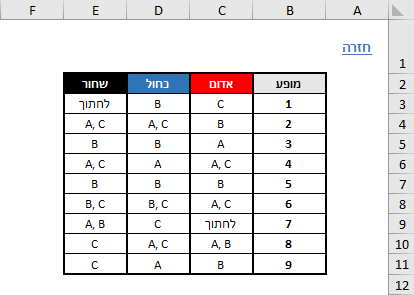 F E D C B A
1 חזרה
2 מופע אדום כחול שחור
3 1 C B לחתוך
4 2 B A, C A, C
5 3 A B B
6 4 A, C A A, C
7 5 B B B
8 6 A, C B, C B, C
9 7 לחתוך C A, B
10 8 A, B A, C C
11 9 B A C
12